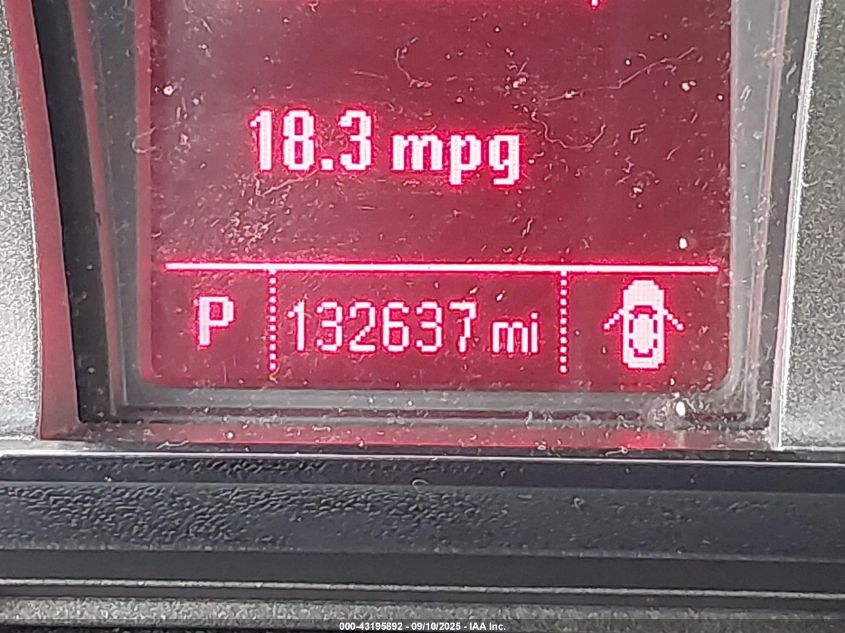 18.3 mpg
P 132637 mi
000-43195892 - 09/10/2025 - IAA Inc.